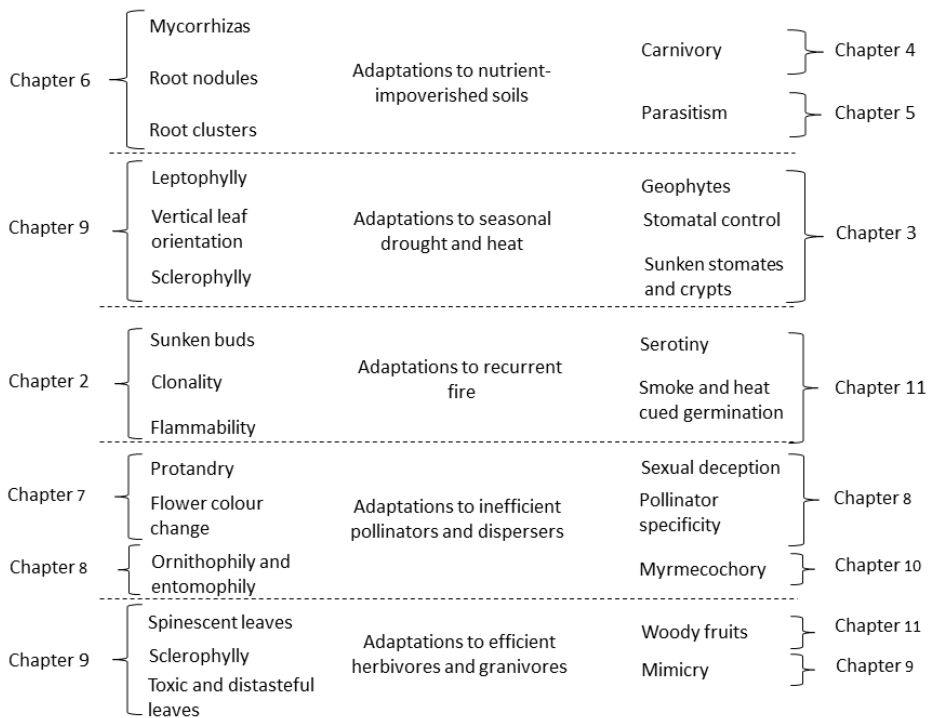 Chapter 6
Mycorrhizas
Root nodules
Root clusters
Adaptations to nutrient-
impoverished soils
Carnivory
Chapter 4
Parasitism
Chapter 5
Chapter 9
Leptophylly
Vertical leaf
orientation
Sclerophylly
Adaptations to seasonal
drought and heat
Geophytes
Stomatal control
Sunken stomates
and crypts
Chapter 3
Chapter 2
Sunken buds
Clonality
Flammability
Adaptations to recurrent
fire
Serotiny
Smoke and heat
cued germination
Chapter 11
Chapter 7
Protandry
Flower colour
change
Chapter 8
Ornithophily and
entomophily
Adaptations to inefficient
pollinators and dispersers
Sexual deception
Pollinator
specificity
Chapter 8
Myrmecochory
Chapter 10
Chapter 9
Spinescent leaves
Sclerophylly
Toxic and distasteful
leaves
Adaptations to efficient
herbivores and granivores
Woody fruits
Chapter 11
Mimicry
Chapter 9